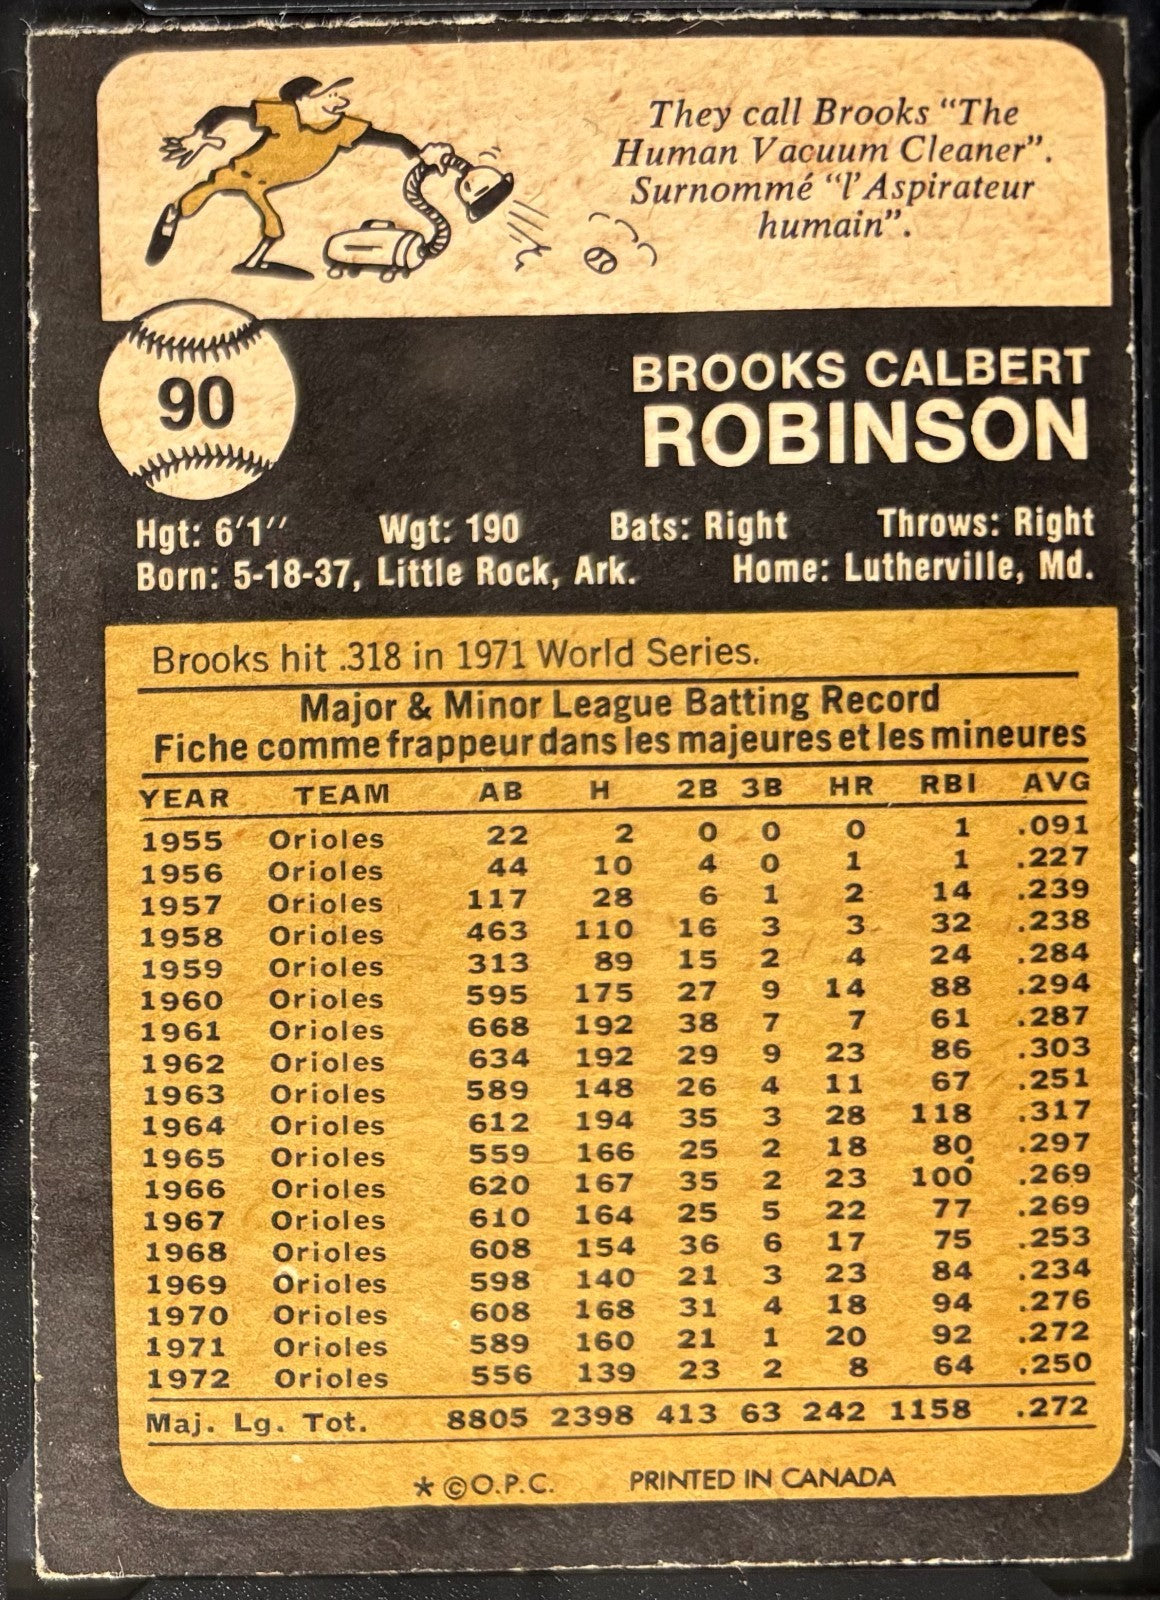 They call Brooks “The
Human Vacuum Cleaner”.
Surnommé “l’Aspirateur
humain”.
90
BROOKS CALBERT
ROBINSON
Hgt: 6’1’’ Wgt: 190 Bats: Right Throws: Right
Born: 5-18-37, Little Rock, Ark. Home: Lutherville, Md.
Brooks hit .318 in 1971 World Series.
Major & Minor League Batting Record
Fiche comme frappeur dans les majeures et les mineures
YEAR TEAM AB H 2B 3B HR RBI AVG
1955 Orioles 22 2 0 0 0 1 .091
1956 Orioles 44 10 4 0 1 1 .227
1957 Orioles 117 28 6 1 2 14 .239
1958 Orioles 463 110 16 3 3 32 .238
1959 Orioles 313 89 15 2 4 24 .284
1960 Orioles 595 175 27 9 14 88 .294
1961 Orioles 668 192 38 7 7 61 .287
1962 Orioles 634 192 29 9 23 86 .303
1963 Orioles 589 148 26 4 11 67 .251
1964 Orioles 612 194 35 3 28 118 .317
1965 Orioles 559 166 25 2 18 80 .297
1966 Orioles 620 167 35 2 23 100 .269
1967 Orioles 610 164 25 5 22 77 .269
1968 Orioles 608 154 36 6 17 75 .253
1969 Orioles 598 140 21 3 23 84 .234
1970 Orioles 608 168 31 4 18 94 .276
1971 Orioles 589 160 21 1 20 92 .272
1972 Orioles 556 139 23 2 8 64 .250
Maj. Lg. Tot. 8805 2398 413 63 242 1158 .272
* ©O.P.C. PRINTED IN CANADA